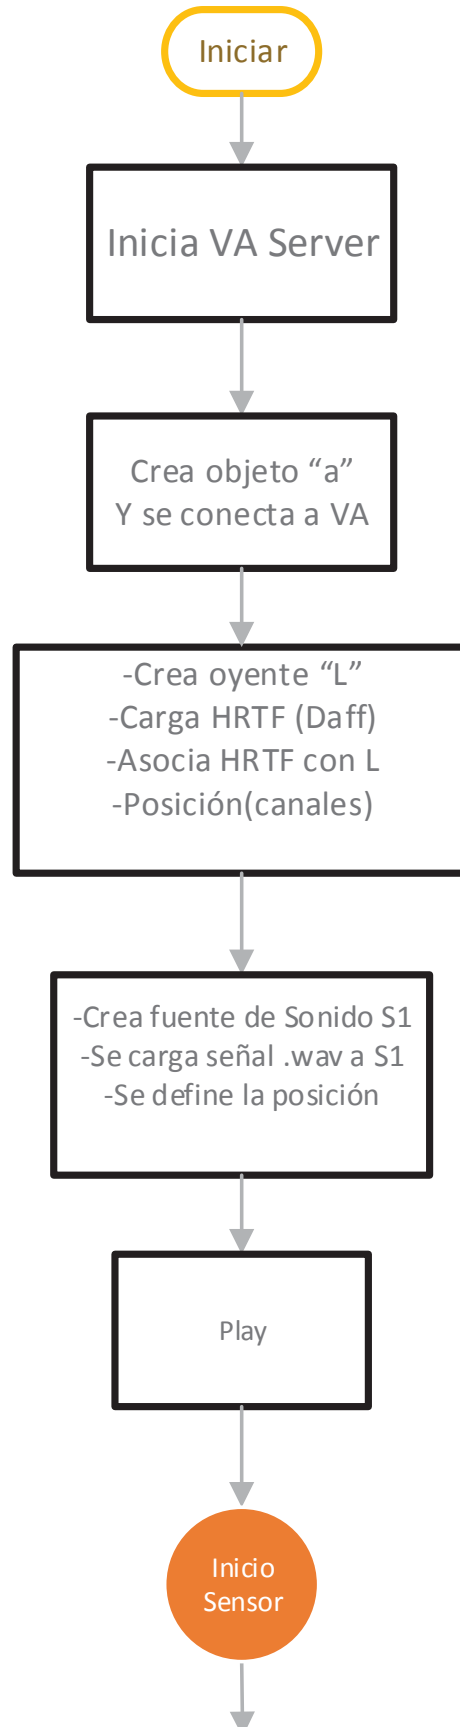 Iniciar
Inicia VA Server
Crea objeto “a”
Y se conecta a VA
-Crea oyente “L”
-Carga HRTF (Daff)
-Asocia HRTF con L
-Posición(canales)
-Crea fuente de Sonido S1
-Se carga señal .wav a S1
-Se define la posición
Play
Inicio
Sensor